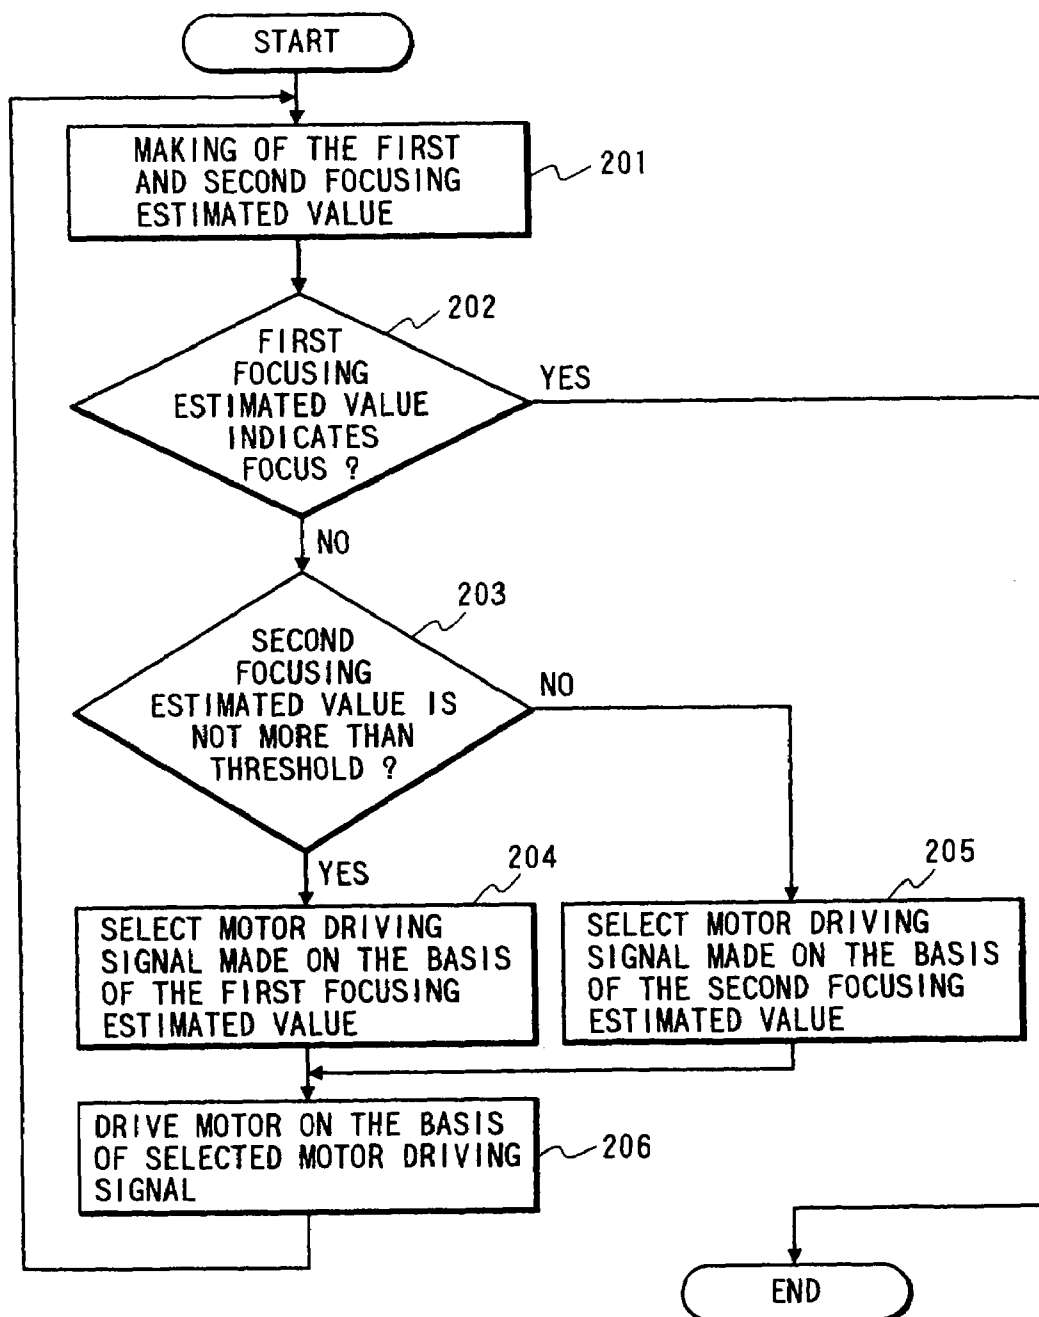 START
MAKING OF THE FIRST
AND SECOND FOCUSING
ESTIMATED VALUE
201
202
FIRST
FOCUSING
ESTIMATED VALUE
INDICATES
FOCUS ?
YES
NO
203
SECOND
FOCUSING
ESTIMATED VALUE IS
NOT MORE THAN
THRESHOLD ?
NO
YES
204
SELECT MOTOR DRIVING
SIGNAL MADE ON THE BASIS
OF THE FIRST FOCUSING
ESTIMATED VALUE
205
SELECT MOTOR DRIVING
SIGNAL MADE ON THE BASIS
OF THE SECOND FOCUSING
ESTIMATED VALUE
DRIVE MOTOR ON THE BASIS
OF SELECTED MOTOR DRIVING
SIGNAL
206
END